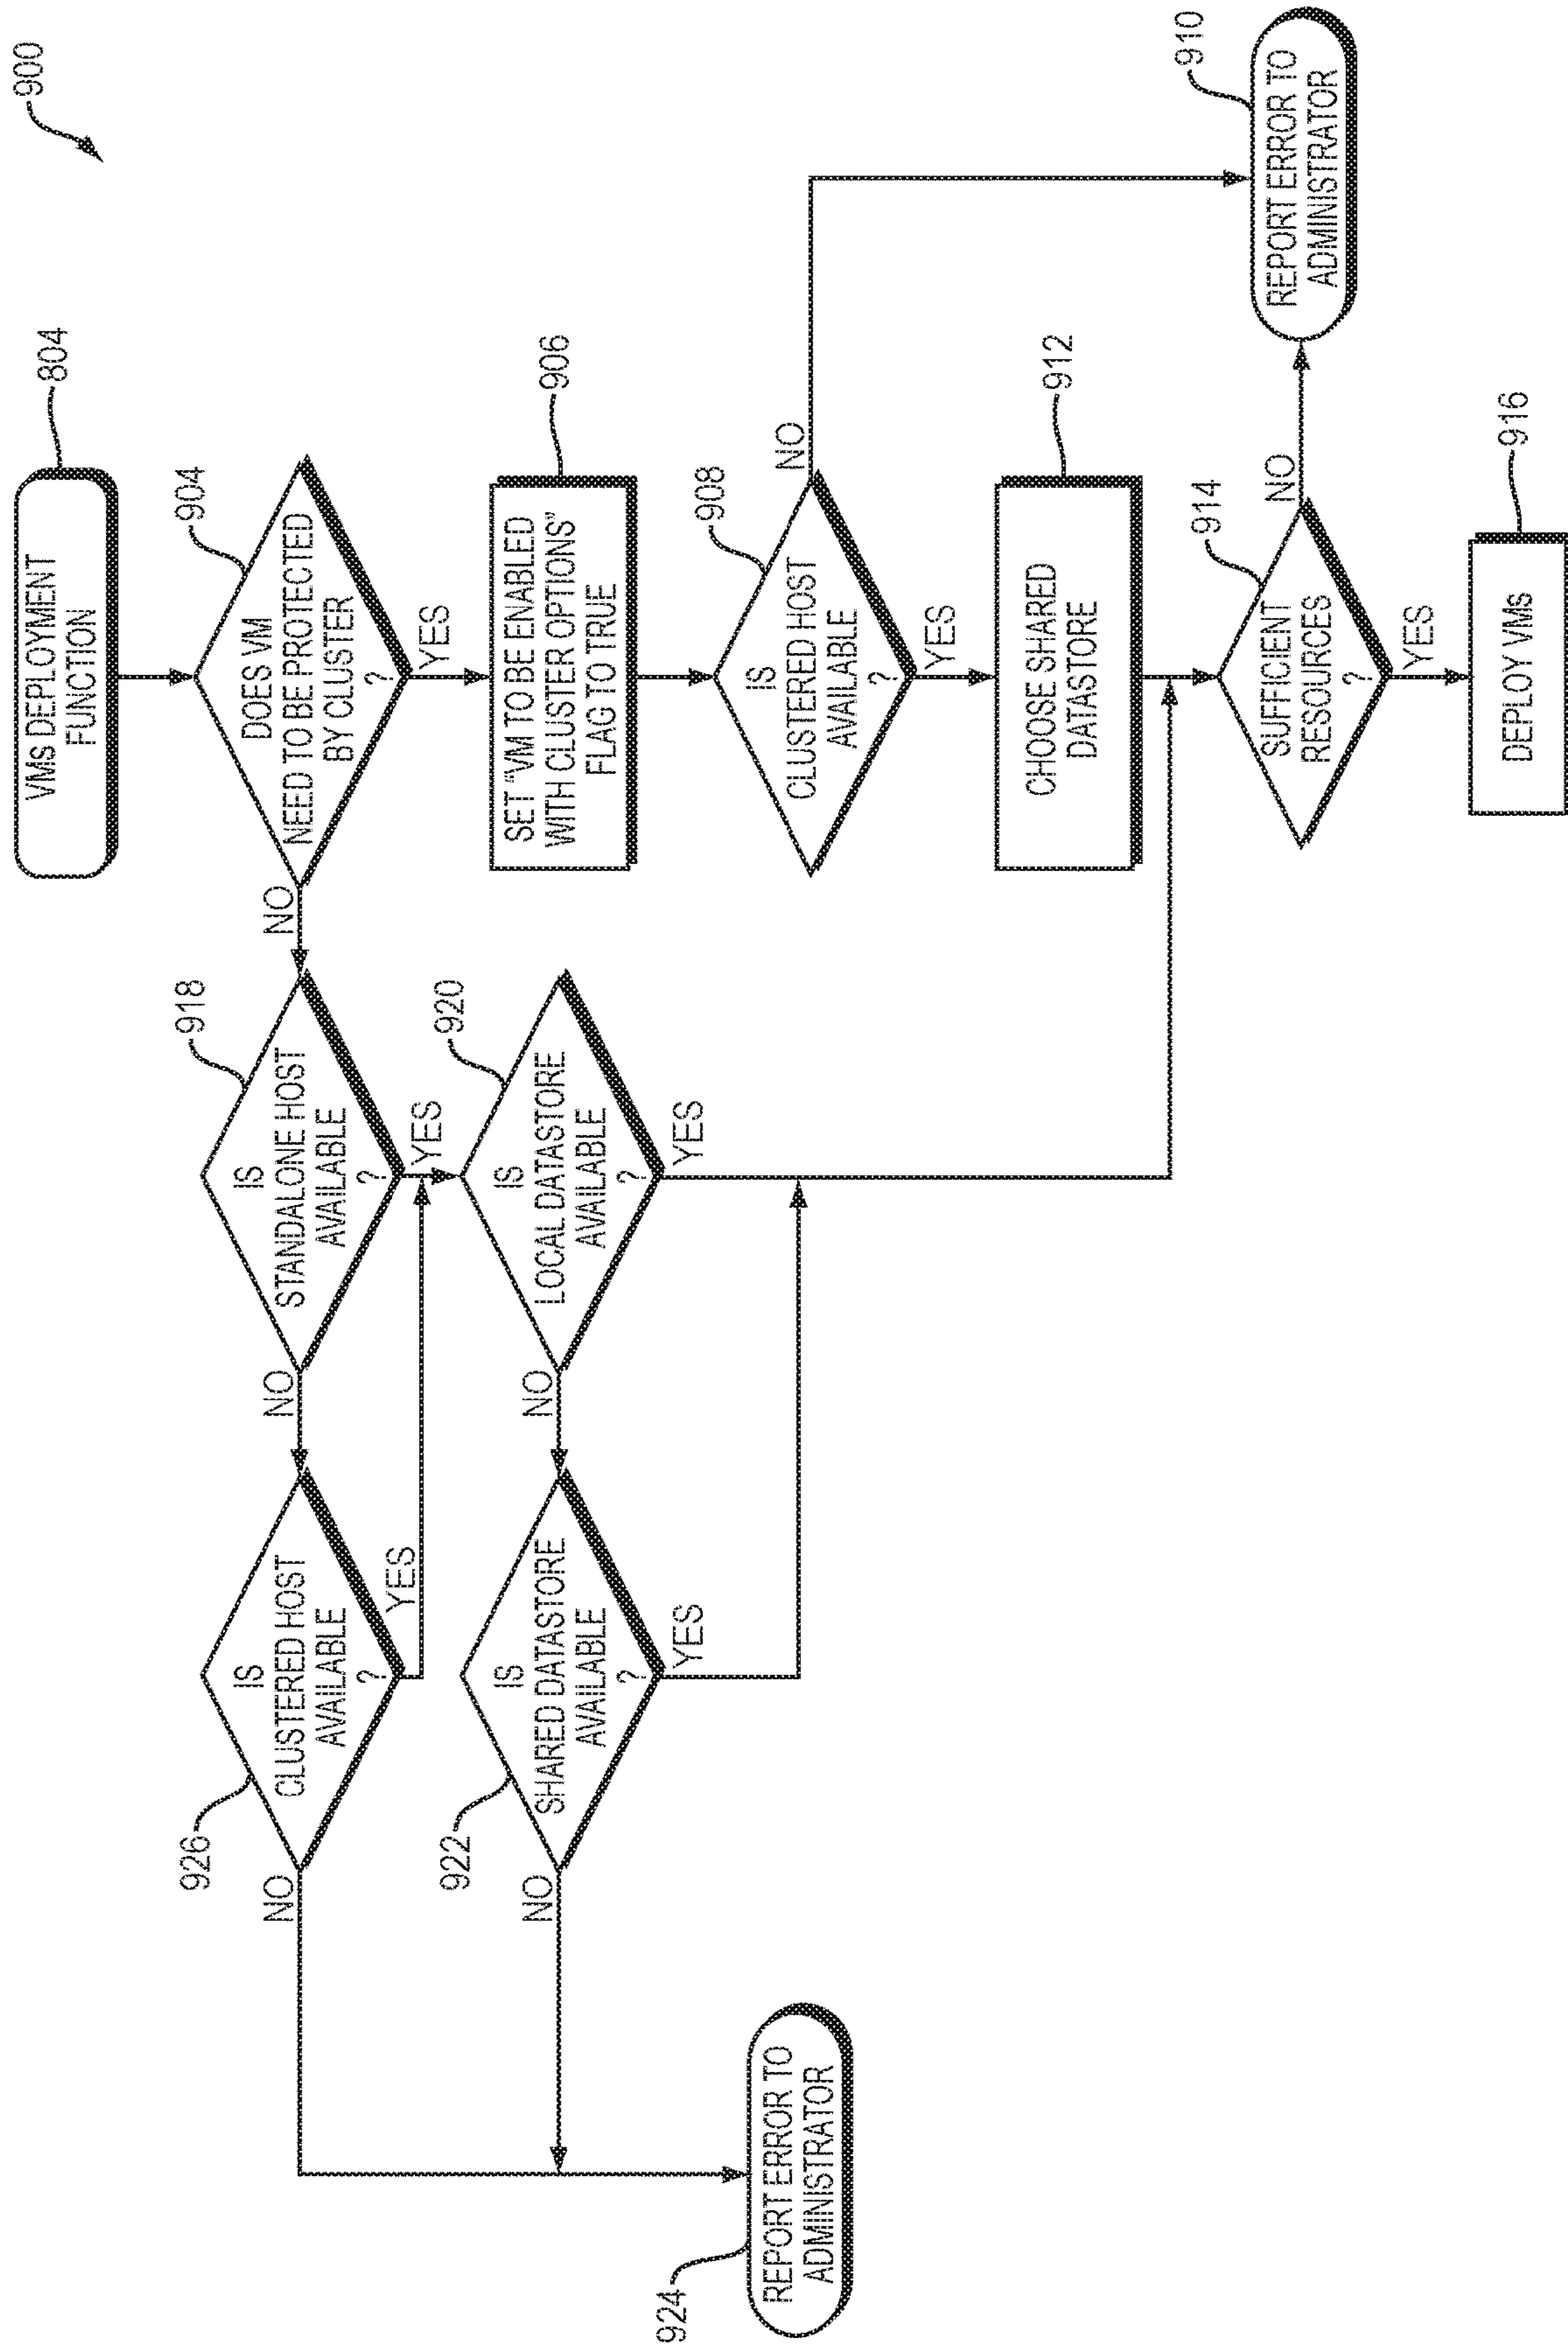 900
VMs DEPLOYMENT
FUNCTION
804
DOES VM
NEED TO BE PROTECTED
BY CLUSTER
?
904
NO
YES
SET "VM TO BE ENABLED
WITH CLUSTER OPTIONS"
FLAG TO TRUE
906
IS
CLUSTERED HOST
AVAILABLE
?
908
NO
YES
CHOOSE SHARED
DATASTORE
912
SUFFICIENT
RESOURCES
?
914
NO
YES
REPORT ERROR TO
ADMINISTRATOR
910
DEPLOY VMs
916
IS
STANDALONE HOST
AVAILABLE
?
918
NO
YES
IS
LOCAL DATASTORE
AVAILABLE
?
920
NO
YES
IS
CLUSTERED HOST
AVAILABLE
?
926
NO
YES
IS
SHARED DATASTORE
AVAILABLE
?
922
NO
YES
REPORT ERROR TO
ADMINISTRATOR
924